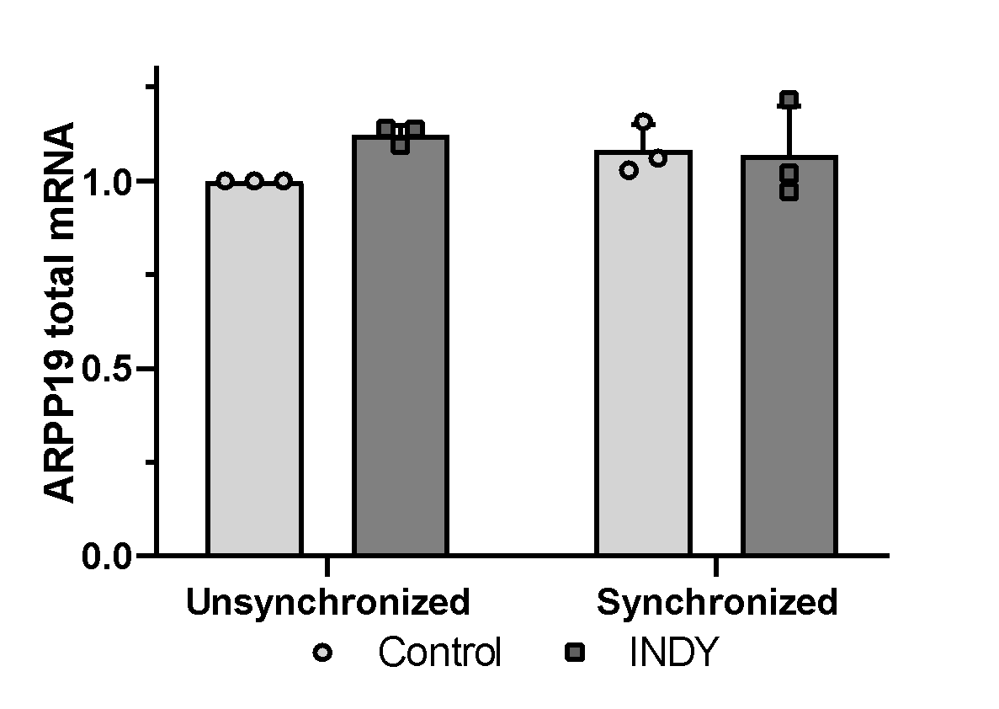 ARPP19 total mRNA
1.0
0.5
0.0
Unsynchronized Synchronized
Control INDY